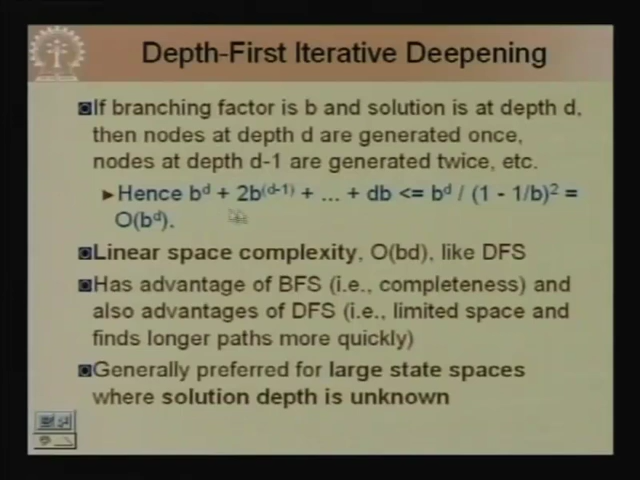 Depth-First Iterative Deepening
If branching factor is b and solution is at depth d,
then nodes at depth d are generated once,
nodes at depth d-1 are generated twice, etc.
Hence bᵈ + 2b⁽ᵈ⁻¹⁾ + ... + db <= bᵈ / (1 - 1/b)² =
O(bᵈ).
Linear space complexity, O(bd), like DFS
Has advantage of BFS (i.e., completeness) and
also advantages of DFS (i.e., limited space and
finds longer paths more quickly)
Generally preferred for large state spaces
where solution depth is unknown